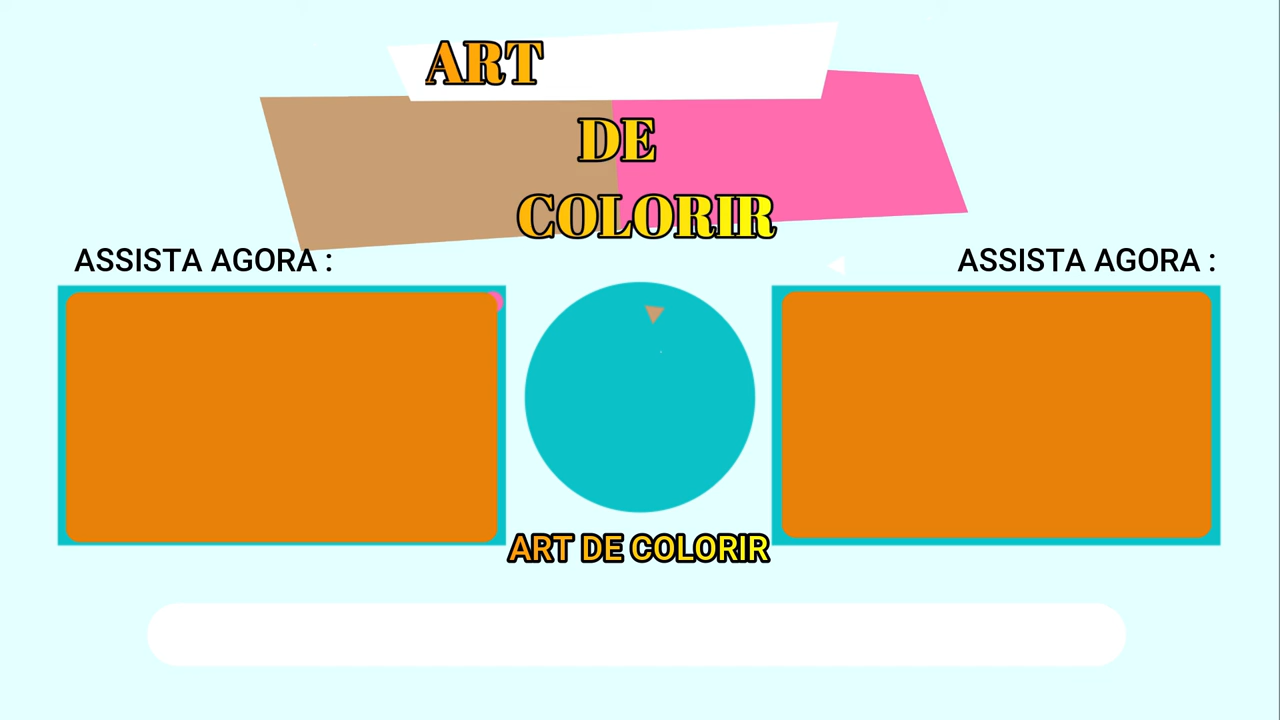 ART
DE
COLORIR
ASSISTA AGORA :
ASSISTA AGORA :
ART DE COLORIR